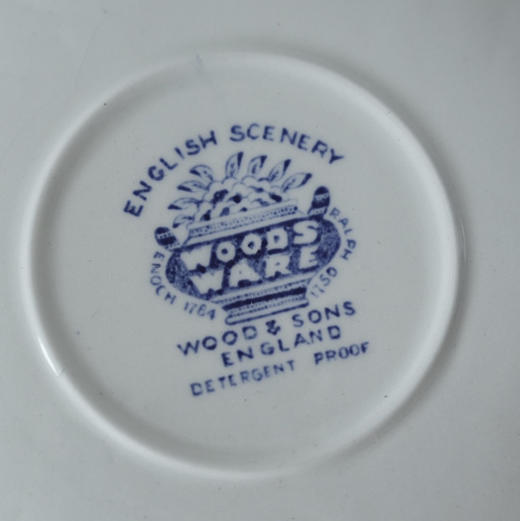 ENGLISH SCENERY
WOODS
WARE
ENOCH 1784
RALPH 1750
WOOD & SONS
ENGLAND
DETERGENT PROOF